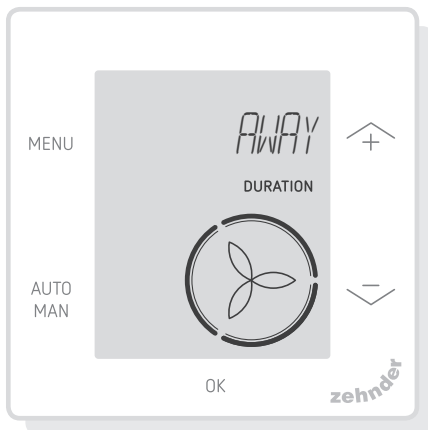 AWAY
MENU
+
DURATION
AUTO
MAN
-
OK
zehnder